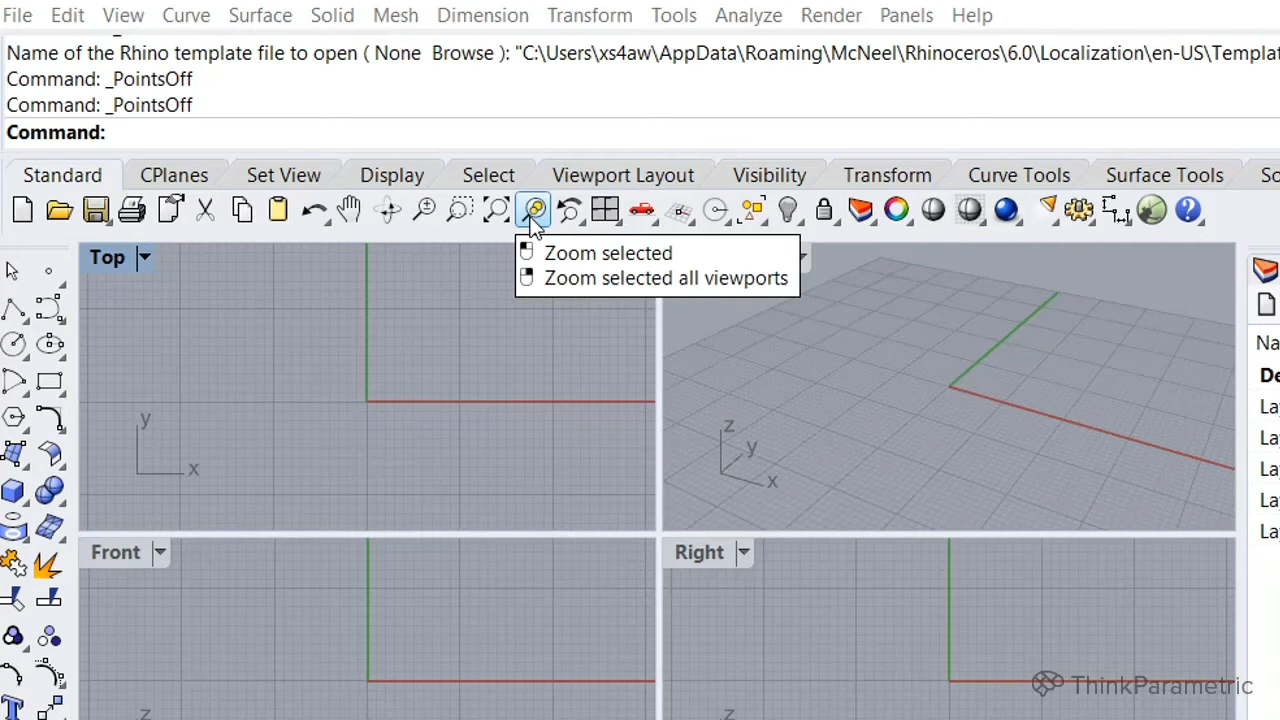 File Edit View Curve Surface Solid Mesh Dimension Transform Tools Analyze Render Panels Help
Name of the Rhino template file to open ( None Browse ): "C:\Users\xs4aw\AppData\Roaming\McNeel\Rhinoceros\6.0\Localization\en-US\Templat
Command: _PointsOff
Command: _PointsOff
Command:
Standard CPlanes Set View Display Select Viewport Layout Visibility Transform Curve Tools Surface Tools So
Zoom selected
Zoom selected all viewports
Top
y
x
z
y
x
Na
De
La
La
La
La
La
Front
z
Right
z
ThinkParametric